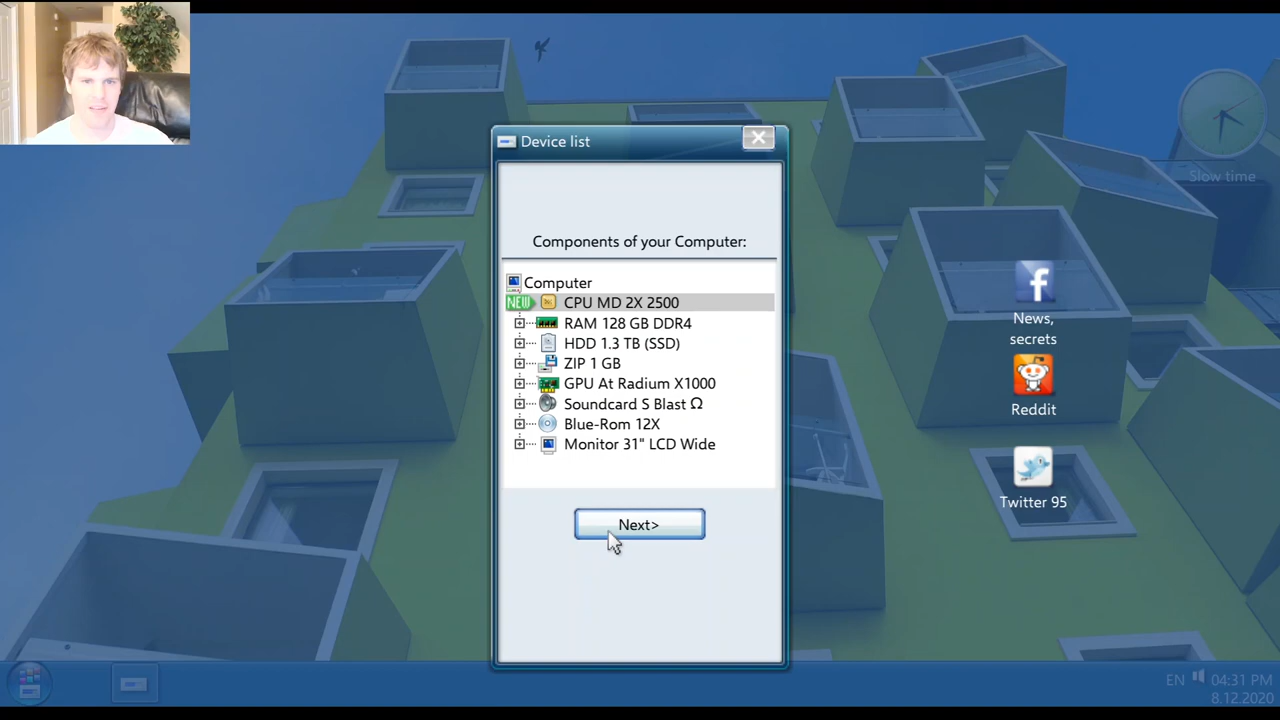 Device list
Components of your Computer:
Computer
NEW CPU MD 2X 2500
RAM 128 GB DDR4
HDD 1.3 TB (SSD)
ZIP 1 GB
GPU At Radium X1000
Soundcard S Blast Ω
Blue-Rom 12X
Monitor 31" LCD Wide
Next>
Slow time
News,
secrets
Reddit
Twitter 95
EN 04:31 PM
8.12.2020